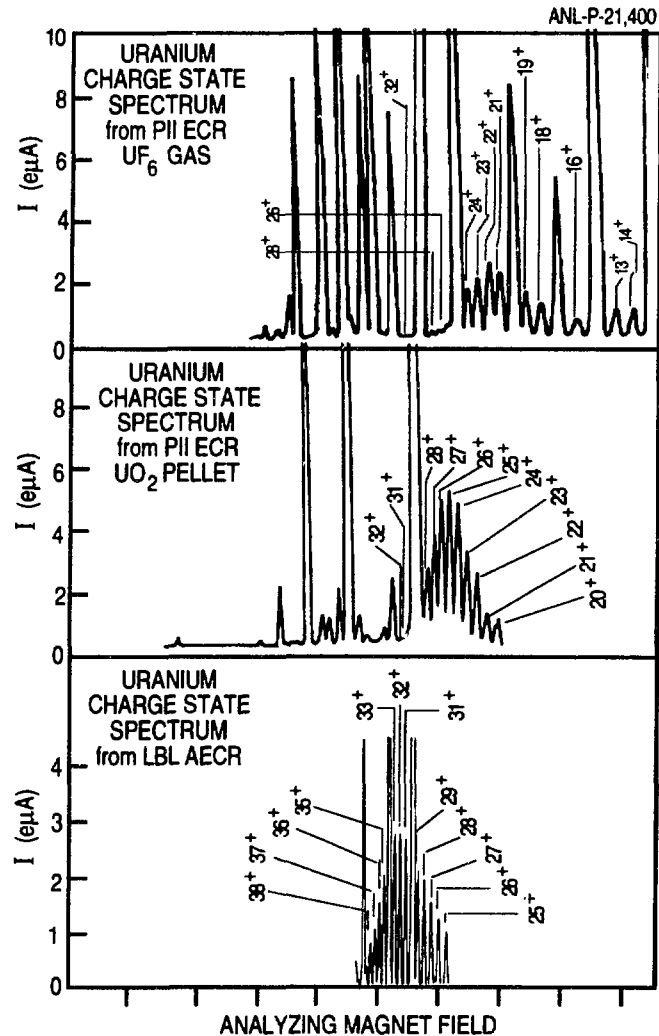 ANL-P-21,400
URANIUM
CHARGE STATE
SPECTRUM
from PII ECR
UF6 GAS
I (eμA)
10
8
6
4
2
0
28+
26+
32+
24+
23+
22+
21+
19+
18+
16+
13+
14+
URANIUM
CHARGE STATE
SPECTRUM
from PII ECR
UO2 PELLET
I (eμA)
8
6
4
2
0
32+
31+
28+
27+
26+
25+
24+
23+
22+
21+
20+
URANIUM
CHARGE STATE
SPECTRUM
from LBL AECR
I (eμA)
4
3
2
1
0
38+
37+
36+
35+
33+
32+
31+
29+
28+
27+
26+
25+
ANALYZING MAGNET FIELD